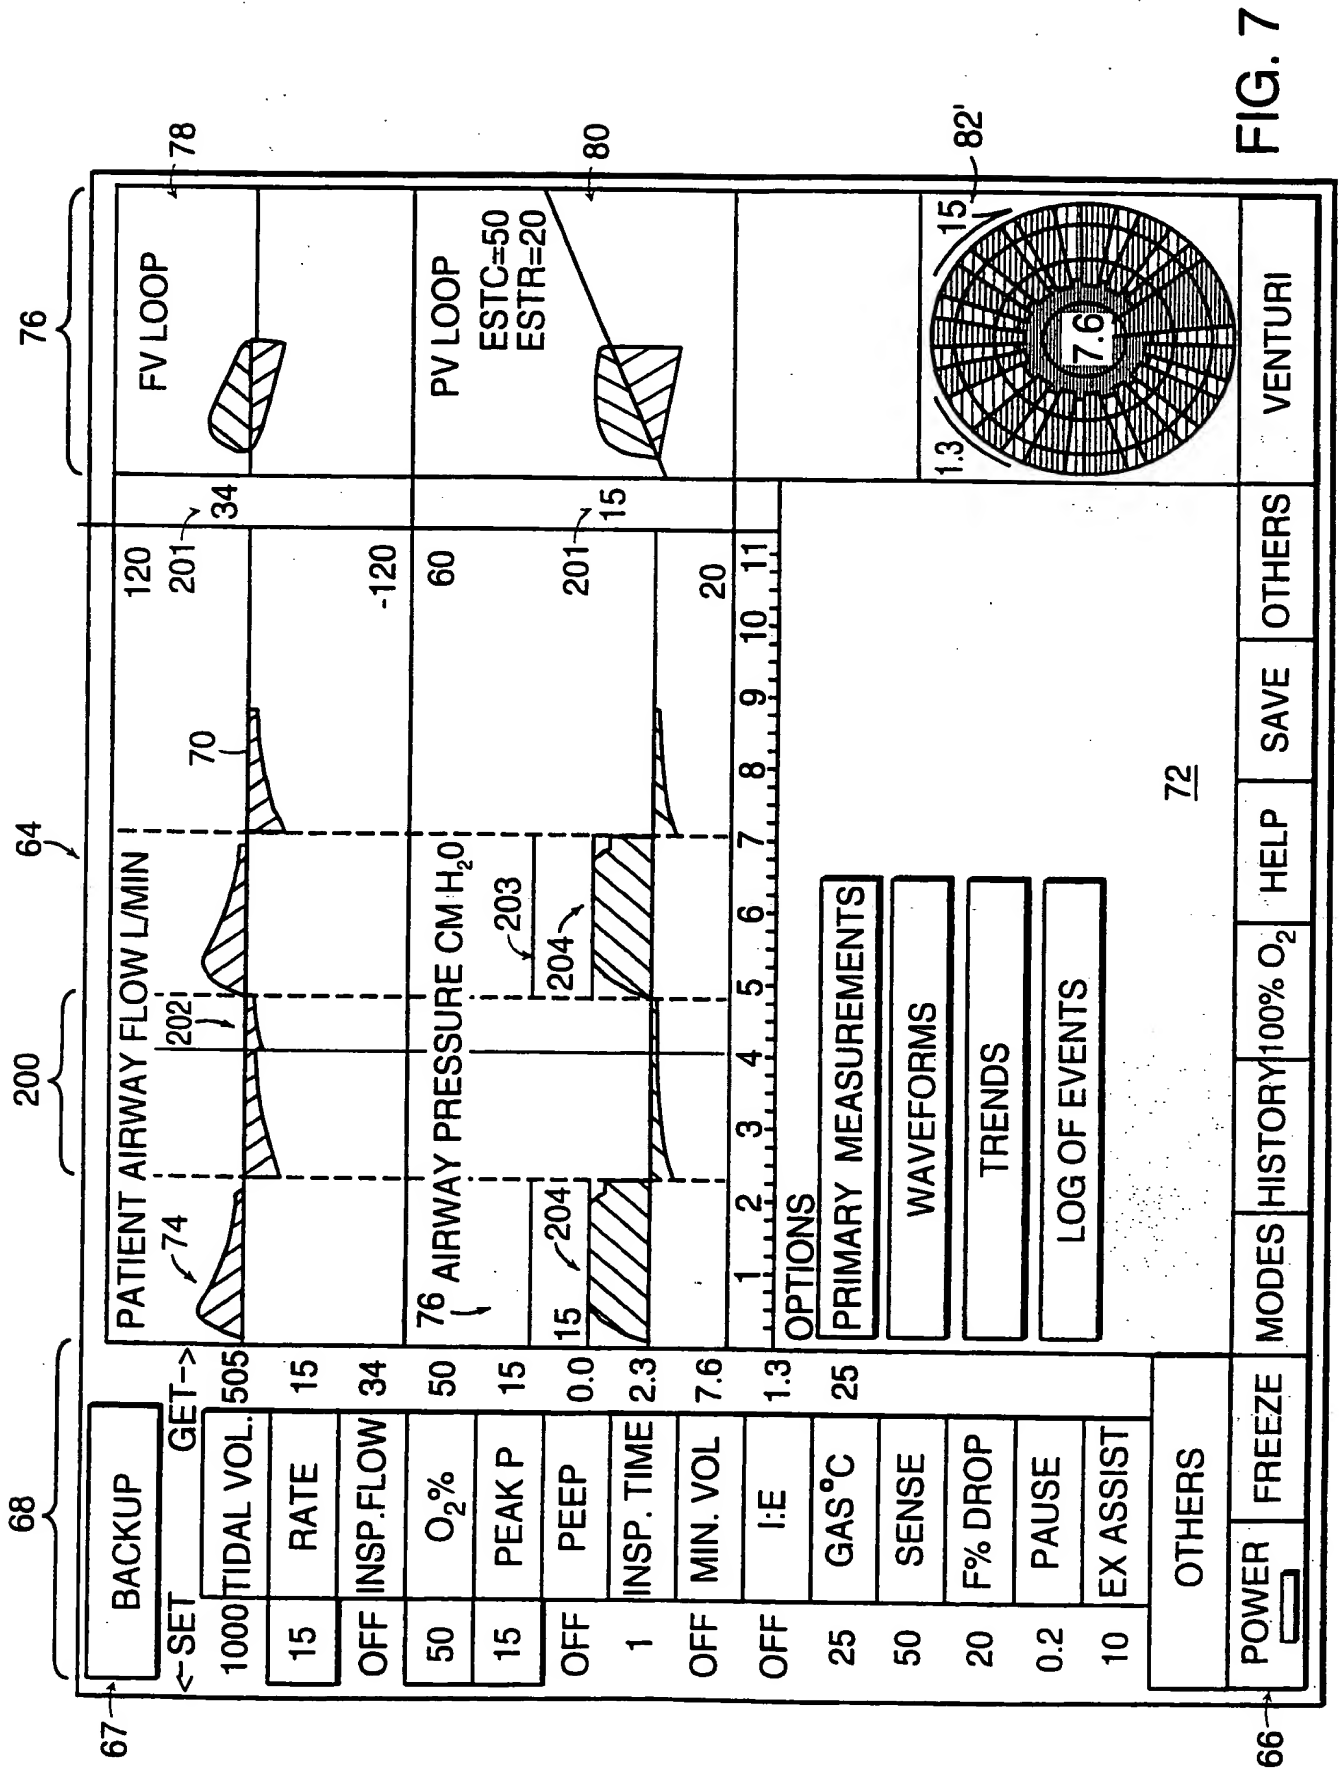 68
200
64
76
67
BACKUP
←SET
GET-->
1000 TIDIDAL VOL. 505
15 RATE 15
OFF INSP.FLOW 34
50 O₂% 50
15 PEAK P 15
OFF PEEP 0.0
1 INSP. TIME 2.3
OFF MIN. VOL 7.6
OFF I:E 1.3
25 GAS°C 25
50 SENSE
20 F% DROP
0.2 PAUSE
10 EX ASSIST
OTHERS
PATIENT AIRWAY FLOW L/MIN
120
74
202
70
201
34
-120
76 AIRWAY PRESSURE CM H₂O
60
203
15
204
204
201
15
20
1 2 3 4 5 6 7 8 9 10 11
FV LOOP
78
PV LOOP
ESTC=50
ESTR=20
80
OPTIONS
PRIMARY MEASUREMENTS
WAVEFORMS
TRENDS
LOG OF EVENTS
72
1.3
15
82'
7.6
66
POWER
FREEZE
MODES
HISTORY
100% O₂
HELP
SAVE
OTHERS
VENTURI
FIG. 7